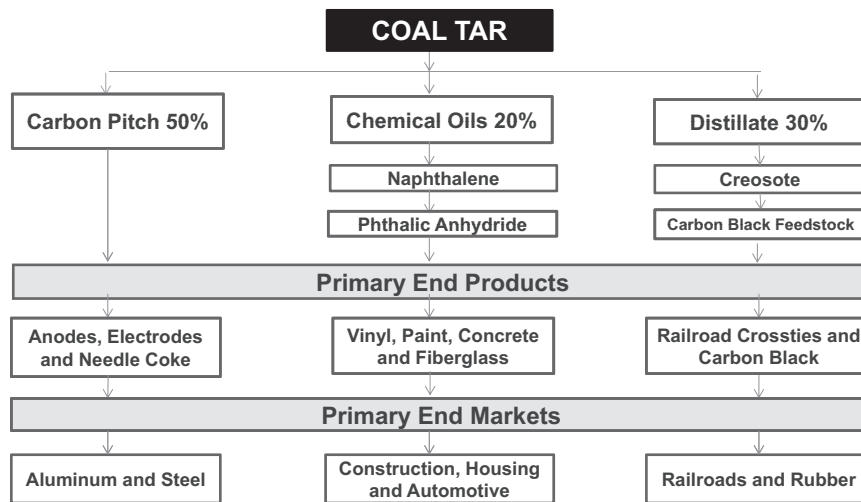 COAL TAR
Carbon Pitch 50%
Chemical Oils 20%
Distillate 30%
Naphthalene
Creosote
Phthalic Anhydride
Carbon Black Feedstock
Primary End Products
Anodes, Electrodes
and Needle Coke
Vinyl, Paint, Concrete
and Fiberglass
Railroad Crossties and
Carbon Black
Primary End Markets
Aluminum and Steel
Construction, Housing
and Automotive
Railroads and Rubber